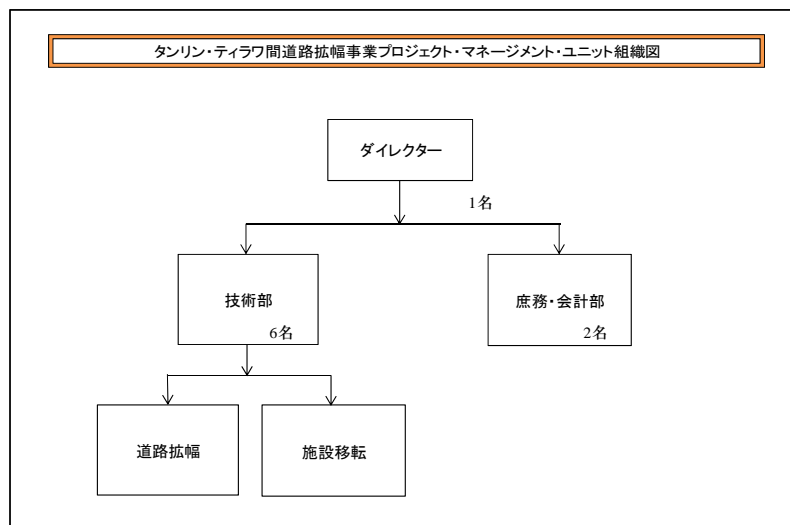 タンリン・ティラワ間道路拡幅事業プロジェクト・マネージメント・ユニット組織図
ダイレクター
1名
技術部
6名
庶務・会計部
2名
道路拡幅
施設移転